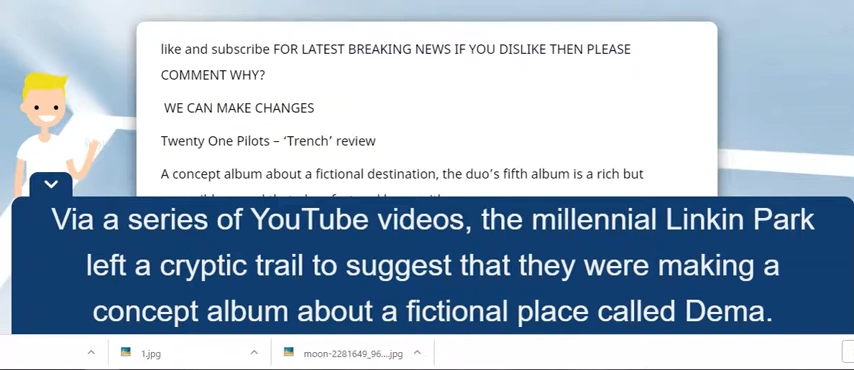 like and subscribe FOR LATEST BREAKING NEWS IF YOU DISLIKE THEN PLEASE
COMMENT WHY?
WE CAN MAKE CHANGES
Twenty One Pilots – ‘Trench’ review
A concept album about a fictional destination, the duo’s fifth album is a rich but
Via a series of YouTube videos, the millennial Linkin Park
left a cryptic trail to suggest that they were making a
concept album about a fictional place called Dema.
1.jpg
moon-2281649_96....jpg